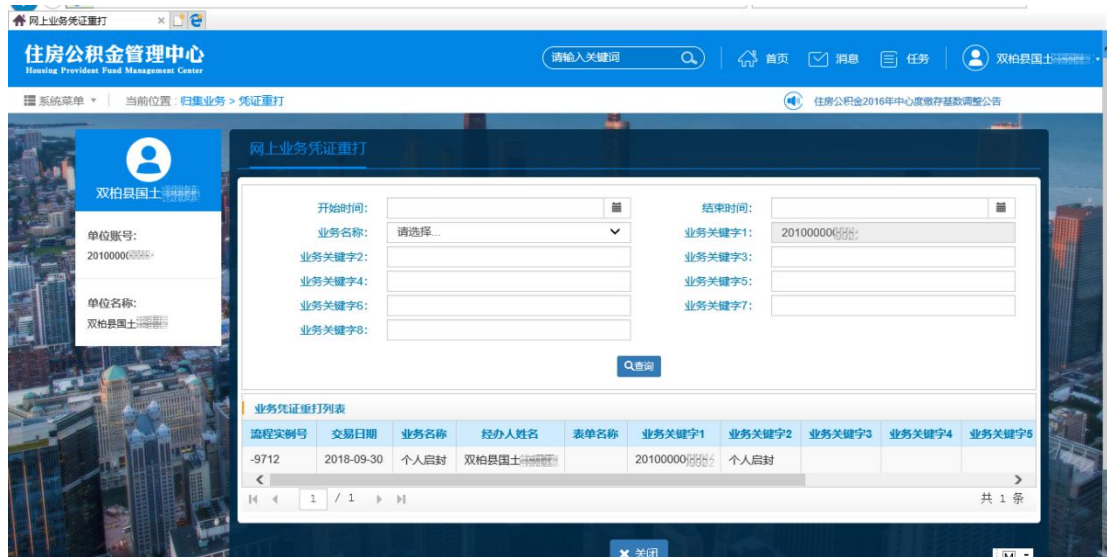 网上业务凭证重打
住房公积金管理中心
Housing Provident Fund Management Center
请输入关键词
首页
消息
任务
双柏县国土
系统菜单
当前位置:归集业务 > 凭证重打
住房公积金2016年中心度缴存基数调整公告
双柏县国土
单位账号:
2010000
单位名称:
双柏县国土
网上业务凭证重打
开始时间:
结束时间:
业务名称: 请选择...
业务关键字1: 20100000
业务关键字2:
业务关键字3:
业务关键字4:
业务关键字5:
业务关键字6:
业务关键字7:
业务关键字8:
查询
业务凭证重打列表
流程实例号 交易日期 业务名称 经办人姓名 表单名称 业务关键字1 业务关键字2 业务关键字3 业务关键字4 业务关键字5
-9712 2018-09-30 个人启封 双柏县国土 20100000 个人启封
1 / 1
共 1 条
关闭